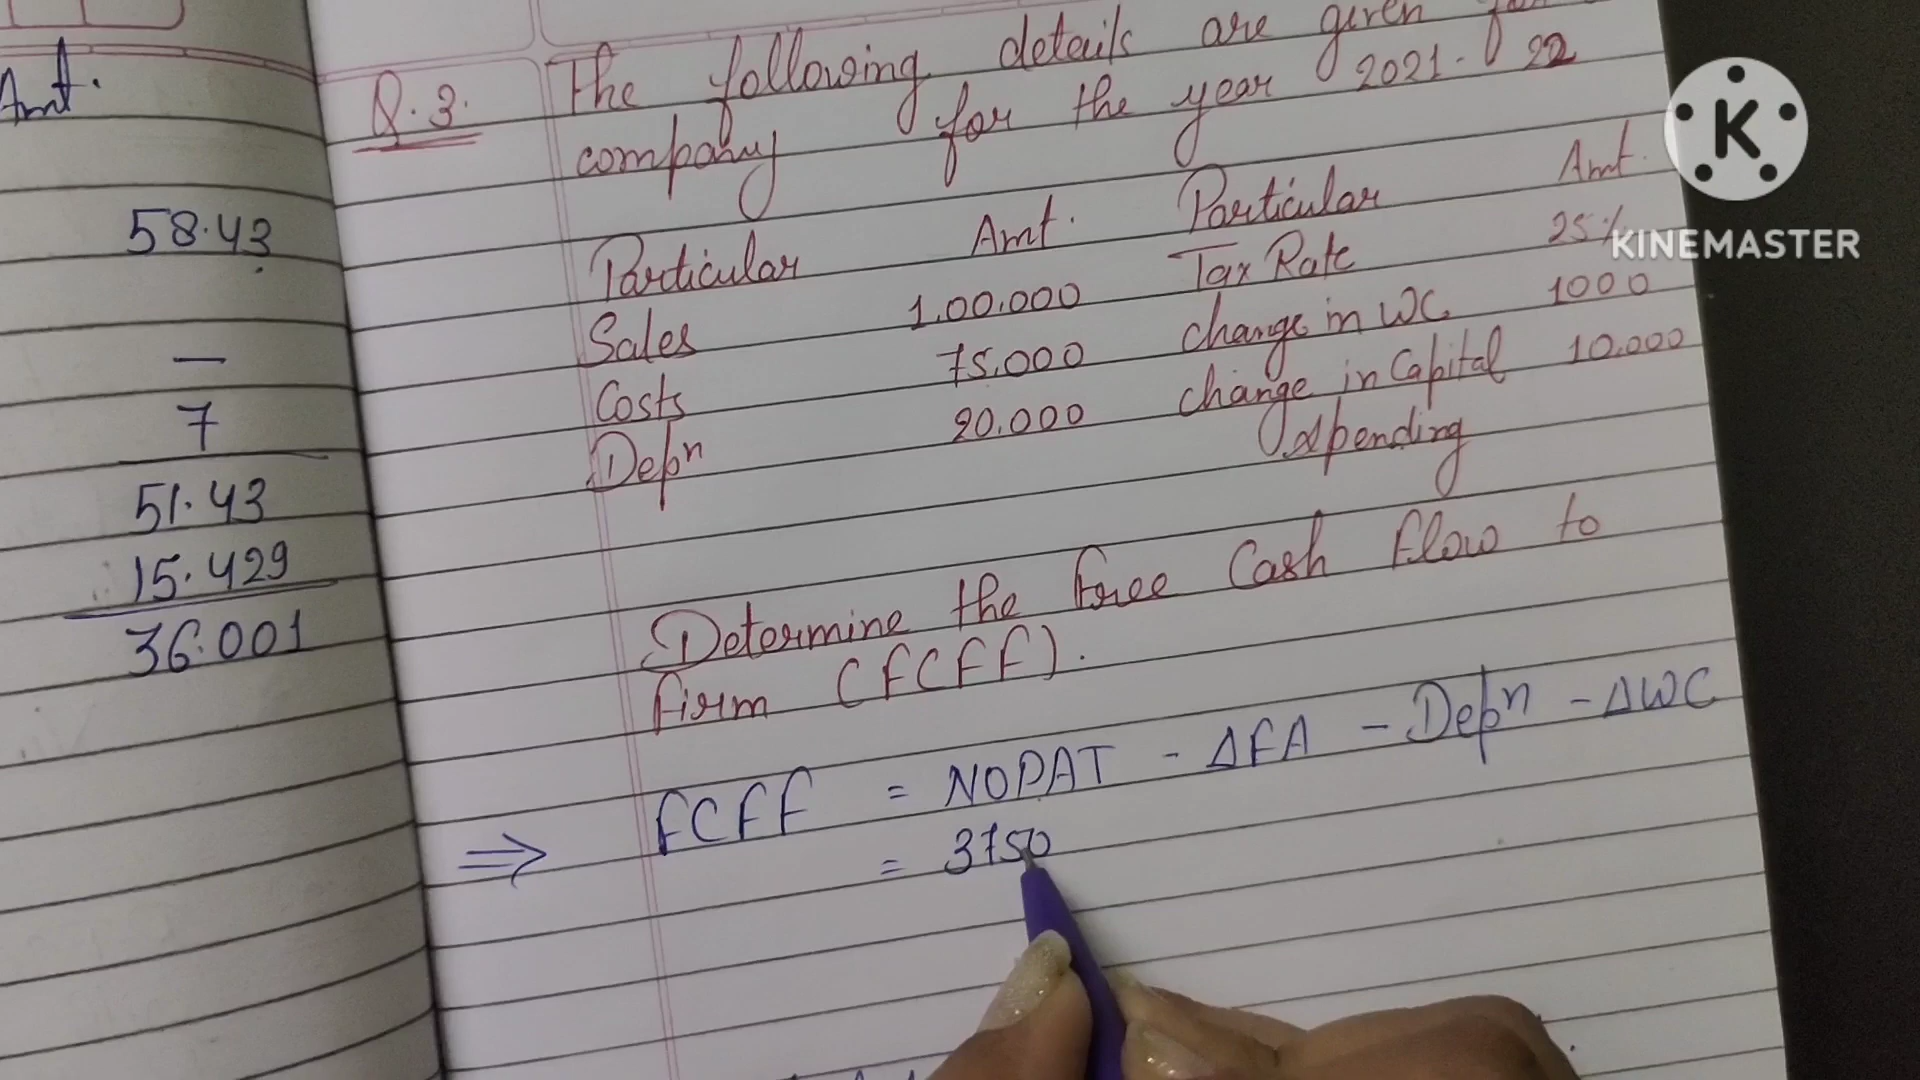 Amt.
58.43
7
51.43
15.429
36.001
Q.3. The following details are given for
company for the year 2021-22
Particular Amt. Particular Amt.
Sales 1,00,000 Tax Rate 25%
Costs 75,000 change in WC 1000
Depn 20,000 change in Capital 10,000
spending
Determine the Free Cash Flow to
firm (FCFF).
⇒ FCFF = NOPAT - ΔFA - Depn - ΔWC
= 3750
K
KINEMASTER